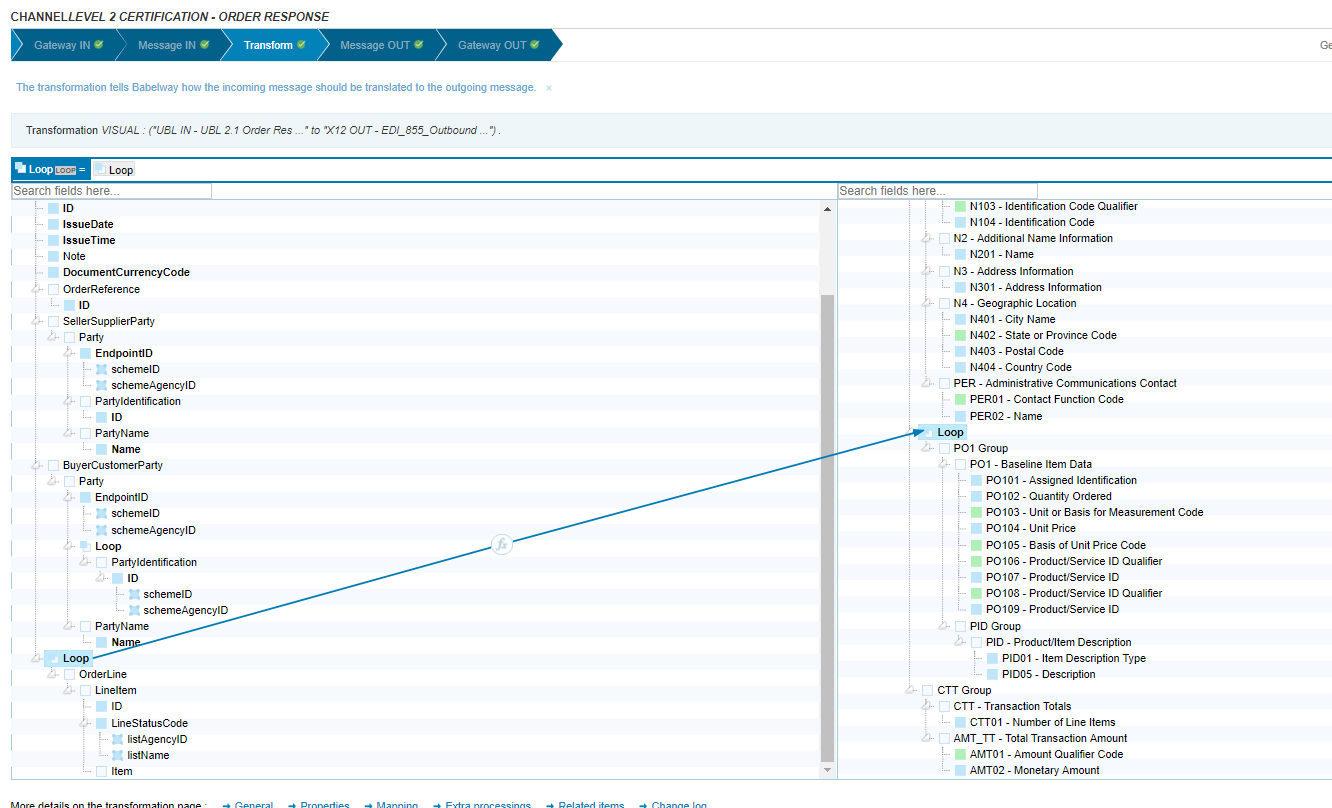 CHANNELLEVEL 2 CERTIFICATION - ORDER RESPONSE
Gateway IN Message IN Transform Message OUT Gateway OUT Ge
The transformation tells Babelway how the incoming message should be translated to the outgoing message. ×
Transformation VISUAL : ("UBL IN - UBL 2.1 Order Res ..." to "X12 OUT - EDI_855_Outbound ...") .
Loop LOOP = Loop
Search fields here...
ID
IssueDate
IssueTime
Note
DocumentCurrencyCode
OrderReference
ID
SellerSupplierParty
Party
EndpointID
schemeID
schemeAgencyID
PartyIdentification
ID
PartyName
Name
BuyerCustomerParty
Party
EndpointID
schemeID
schemeAgencyID
Loop
PartyIdentification
ID
schemeID
schemeAgencyID
PartyName
Name
Loop
OrderLine
LineItem
ID
LineStatusCode
listAgencyID
listName
Item
fx
Search fields here...
N103 - Identification Code Qualifier
N104 - Identification Code
N2 - Additional Name Information
N201 - Name
N3 - Address Information
N301 - Address Information
N4 - Geographic Location
N401 - City Name
N402 - State or Province Code
N403 - Postal Code
N404 - Country Code
PER - Administrative Communications Contact
PER01 - Contact Function Code
PER02 - Name
Loop
PO1 Group
PO1 - Baseline Item Data
PO101 - Assigned Identification
PO102 - Quantity Ordered
PO103 - Unit or Basis for Measurement Code
PO104 - Unit Price
PO105 - Basis of Unit Price Code
PO106 - Product/Service ID Qualifier
PO107 - Product/Service ID
PO108 - Product/Service ID Qualifier
PO109 - Product/Service ID
PID Group
PID - Product/Item Description
PID01 - Item Description Type
PID05 - Description
CTT Group
CTT - Transaction Totals
CTT01 - Number of Line Items
AMT_TT - Total Transaction Amount
AMT01 - Amount Qualifier Code
AMT02 - Monetary Amount
More details on the transformation page : General Properties Mapping Extra processings Related items Change log